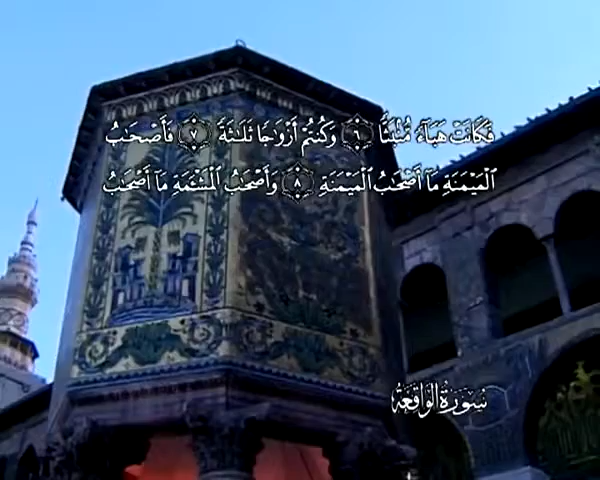 فَكَانَتْ هَبَآءً مُّنۢبَثًّا ٦ وَكُنتُمْ أَزْوَٰجًا ثَلَـٰثَةً ٧ فَأَصْحَـٰبُ
ٱلْمَيْمَنَةِ مَآ أَصْحَـٰبُ ٱلْمَيْمَنَةِ ٨ وَأَصْحَـٰبُ ٱلْمَشْـَٔمَةِ مَآ أَصْحَـٰبُ
سُورَةُ الوَاقِعَة